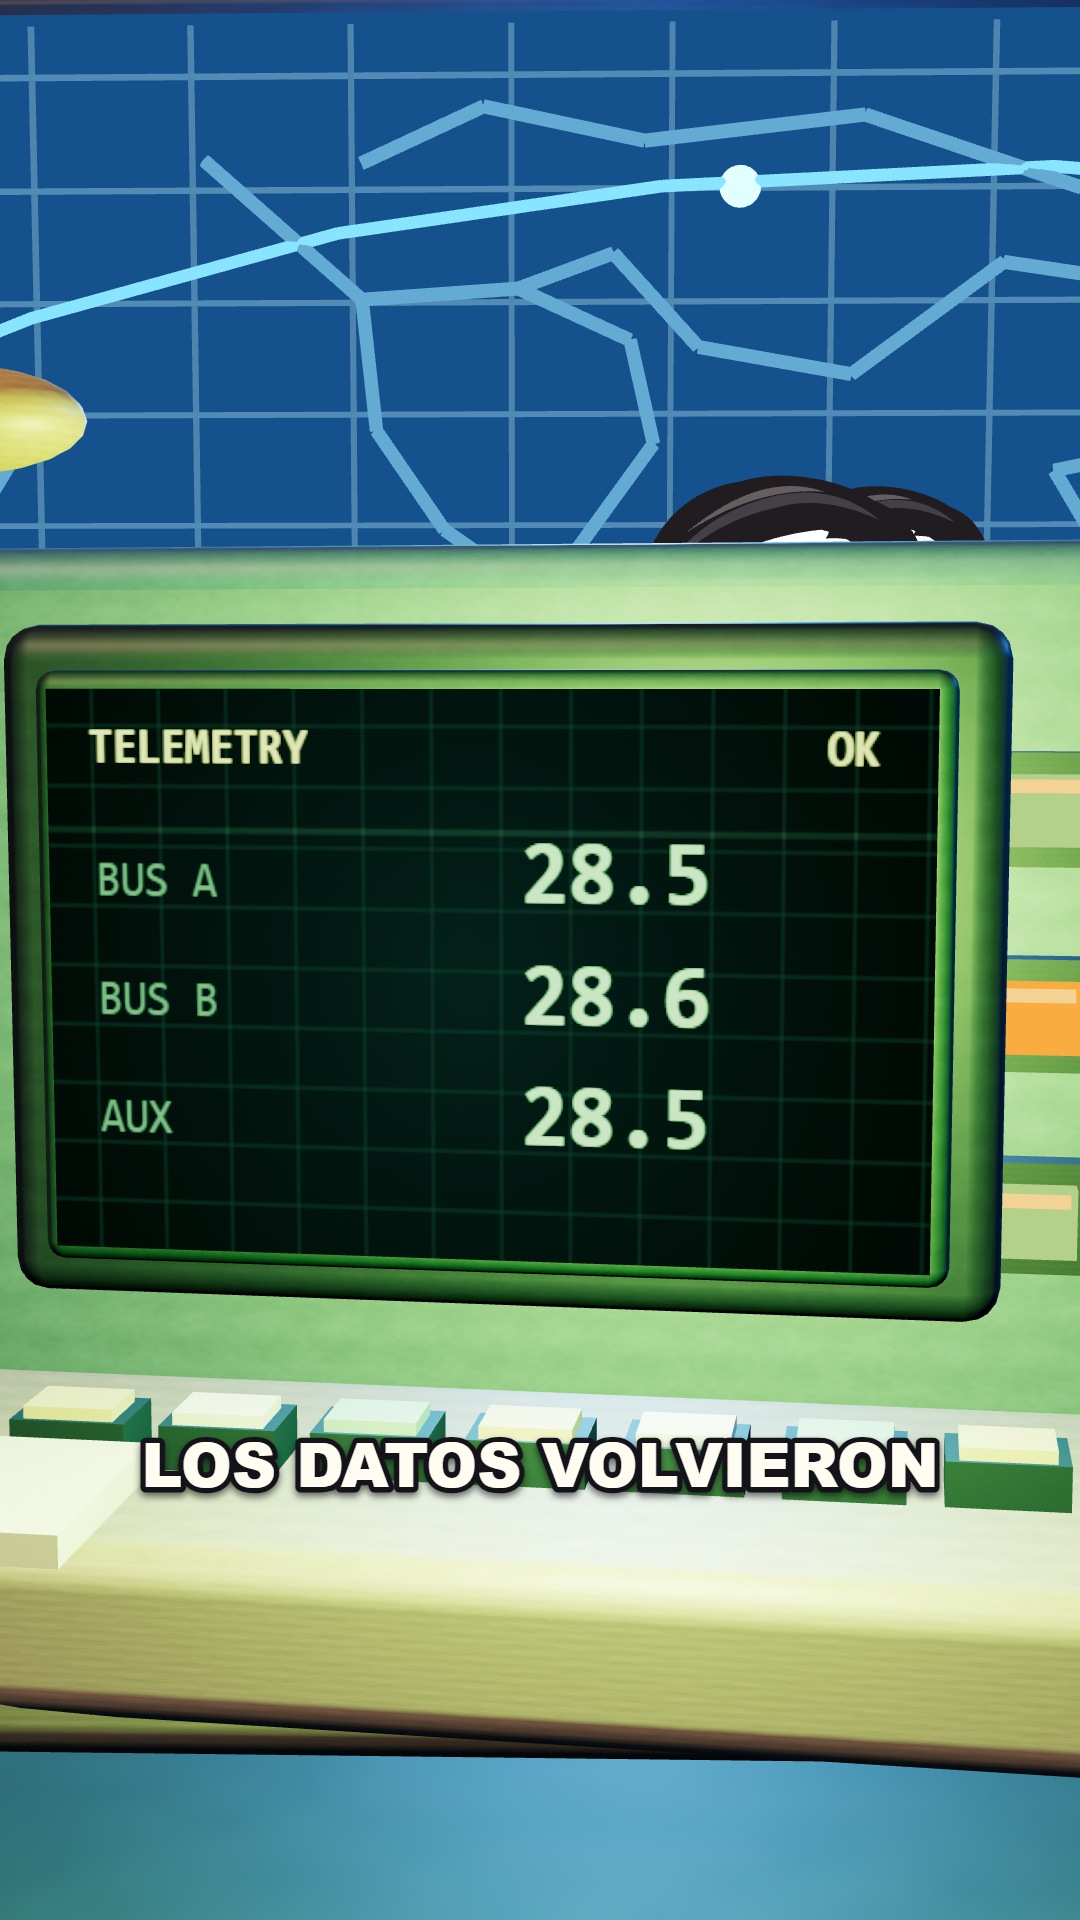 TELEMETRY OK
BUS A 28.5
BUS B 28.6
AUX 28.5
LOS DATOS VOLVIERON